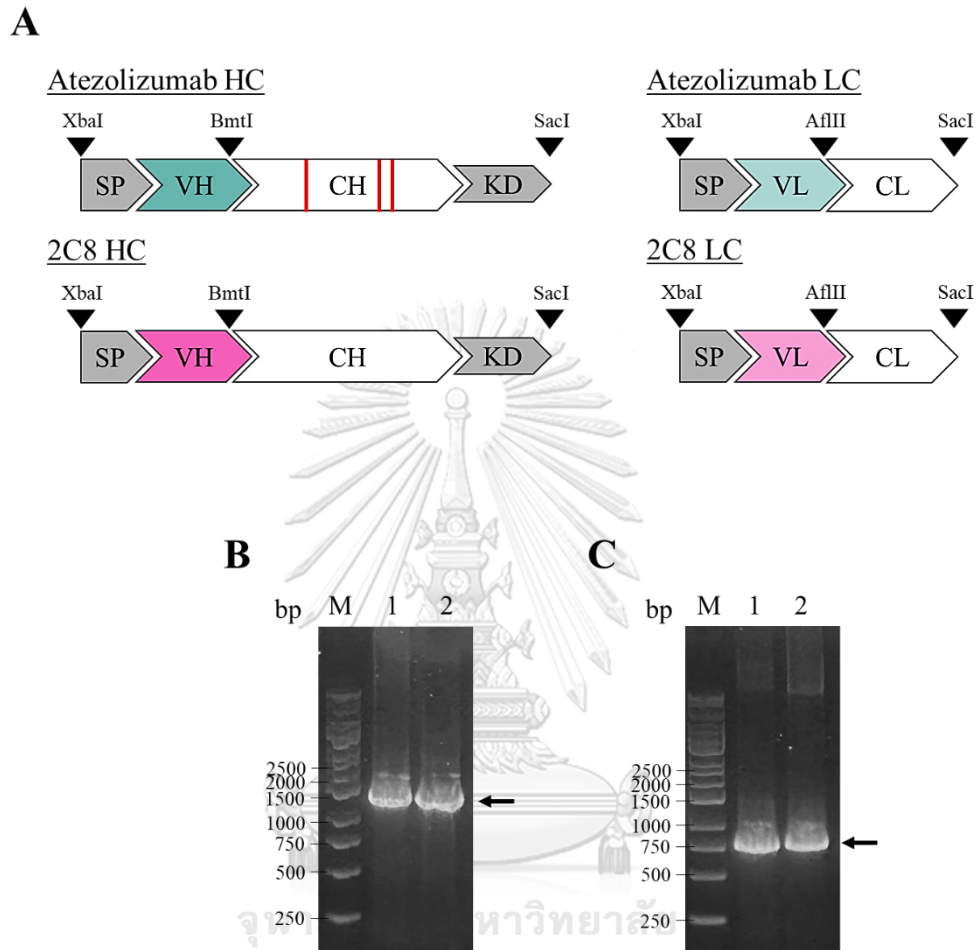 A
Atezolizumab HC
XbaI BmtI SacI
SP VH CH KD
2C8 HC
XbaI BmtI SacI
SP VH CH KD
Atezolizumab LC
XbaI AflII SacI
SP VL CL
2C8 LC
XbaI AflII SacI
SP VL CL
B
bp M 1 2
2500
2000
1500
1000
750
500
250
C
bp M 1 2
2500
2000
1500
1000
750
500
250